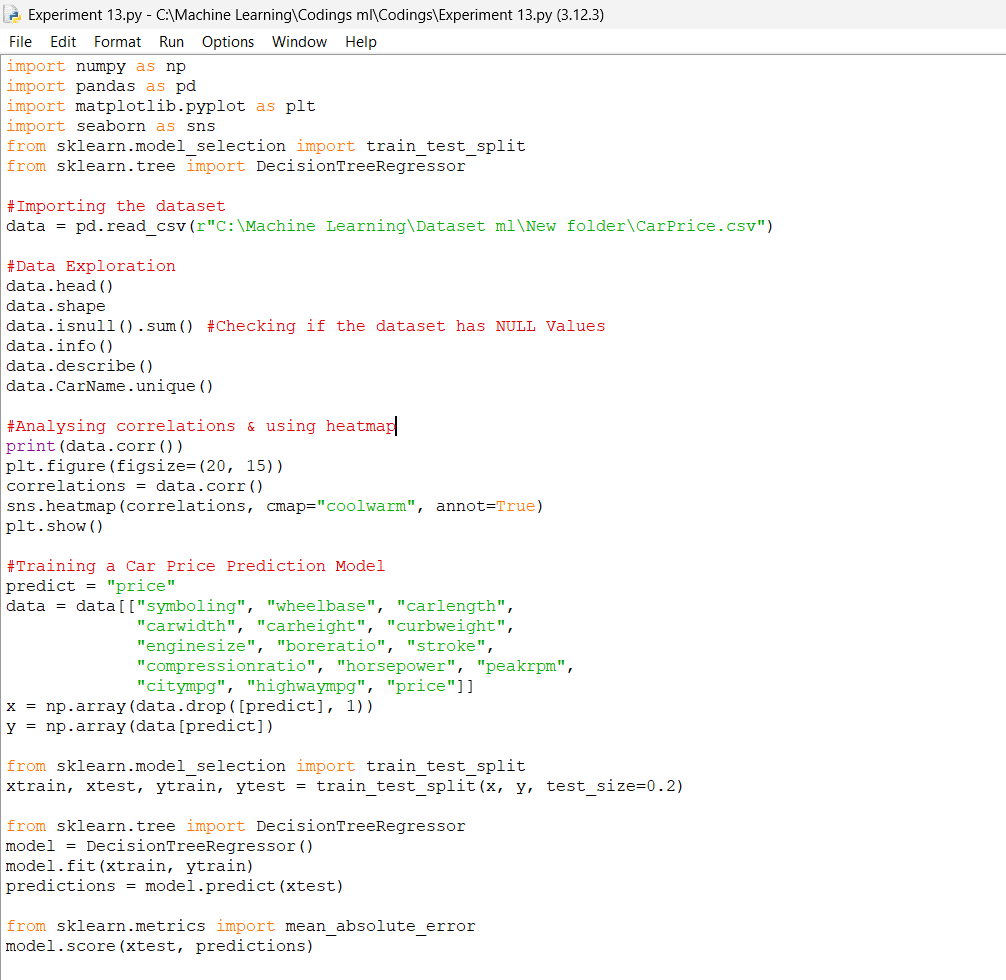 Experiment 13.py - C:\Machine Learning\Codings ml\Codings\Experiment 13.py (3.12.3)
File Edit Format Run Options Window Help
import numpy as np
import pandas as pd
import matplotlib.pyplot as plt
import seaborn as sns
from sklearn.model_selection import train_test_split
from sklearn.tree import DecisionTreeRegressor

#Importing the dataset
data = pd.read_csv(r"C:\Machine Learning\Dataset ml\New folder\CarPrice.csv")

#Data Exploration
data.head()
data.shape
data.isnull().sum() #Checking if the dataset has NULL Values
data.info()
data.describe()
data.CarName.unique()

#Analysing correlations & using heatmap
print(data.corr())
plt.figure(figsize=(20, 15))
correlations = data.corr()
sns.heatmap(correlations, cmap="coolwarm", annot=True)
plt.show()

#Training a Car Price Prediction Model
predict = "price"
data = data[["symboling", "wheelbase", "carlength",
             "carwidth", "carheight", "curbweight",
             "enginesize", "boreratio", "stroke",
             "compressionratio", "horsepower", "peakrpm",
             "citympg", "highwaympg", "price"]]
x = np.array(data.drop([predict], 1))
y = np.array(data[predict])

from sklearn.model_selection import train_test_split
xtrain, xtest, ytrain, ytest = train_test_split(x, y, test_size=0.2)

from sklearn.tree import DecisionTreeRegressor
model = DecisionTreeRegressor()
model.fit(xtrain, ytrain)
predictions = model.predict(xtest)

from sklearn.metrics import mean_absolute_error
model.score(xtest, predictions)